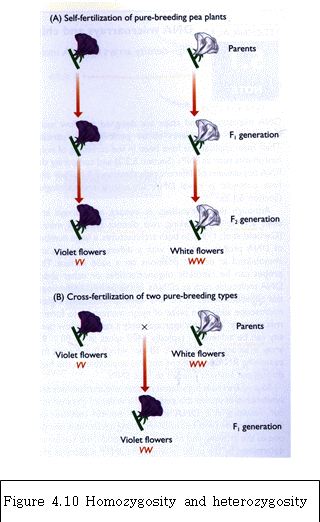 (A) Self-fertilization of pure-breeding pea plants
Parents
F₁ generation
F₂ generation
Violet flowers White flowers
VV WW
(B) Cross-fertilization of two pure-breeding types
×
Parents
Violet flowers White flowers
VV WW
F₁ generation
Violet flowers
VW
Figure 4.10 Homozygosity and heterozygosity